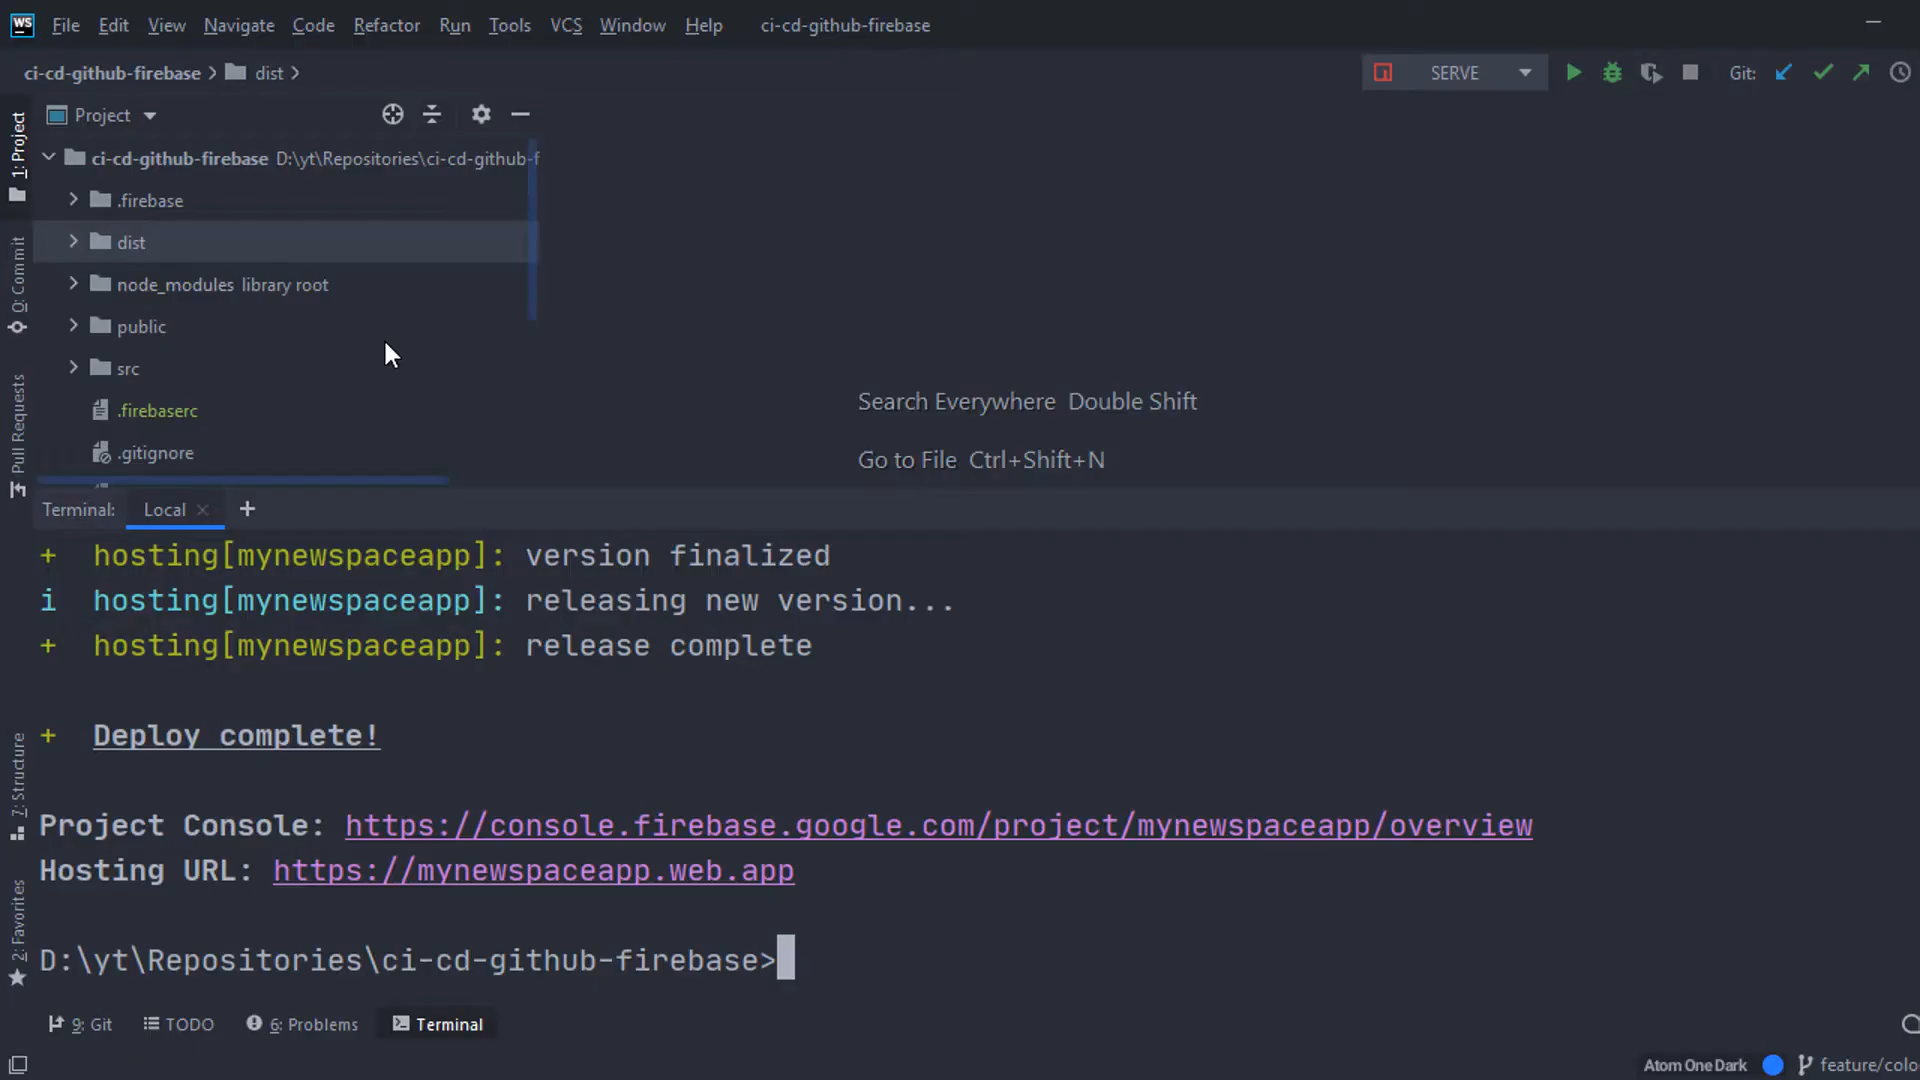 WS File Edit View Navigate Code Refactor Run Tools VCS Window Help ci-cd-github-firebase
ci-cd-github-firebase dist SERVE Git:
Project
ci-cd-github-firebase D:\yt\Repositories\ci-cd-github-f
.firebase
dist
node_modules library root
public
src
.firebaserc
.gitignore
1: Project
0: Commit
Pull Requests
7: Structure
2: Favorites
Search Everywhere Double Shift
Go to File Ctrl+Shift+N
Terminal: Local
+ hosting[mynewspaceapp]: version finalized
i hosting[mynewspaceapp]: releasing new version...
+ hosting[mynewspaceapp]: release complete
+ Deploy complete!
Project Console: https://console.firebase.google.com/project/mynewspaceapp/overview
Hosting URL: https://mynewspaceapp.web.app
D:\yt\Repositories\ci-cd-github-firebase>
9: Git TODO 6: Problems Terminal
Atom One Dark feature/colo